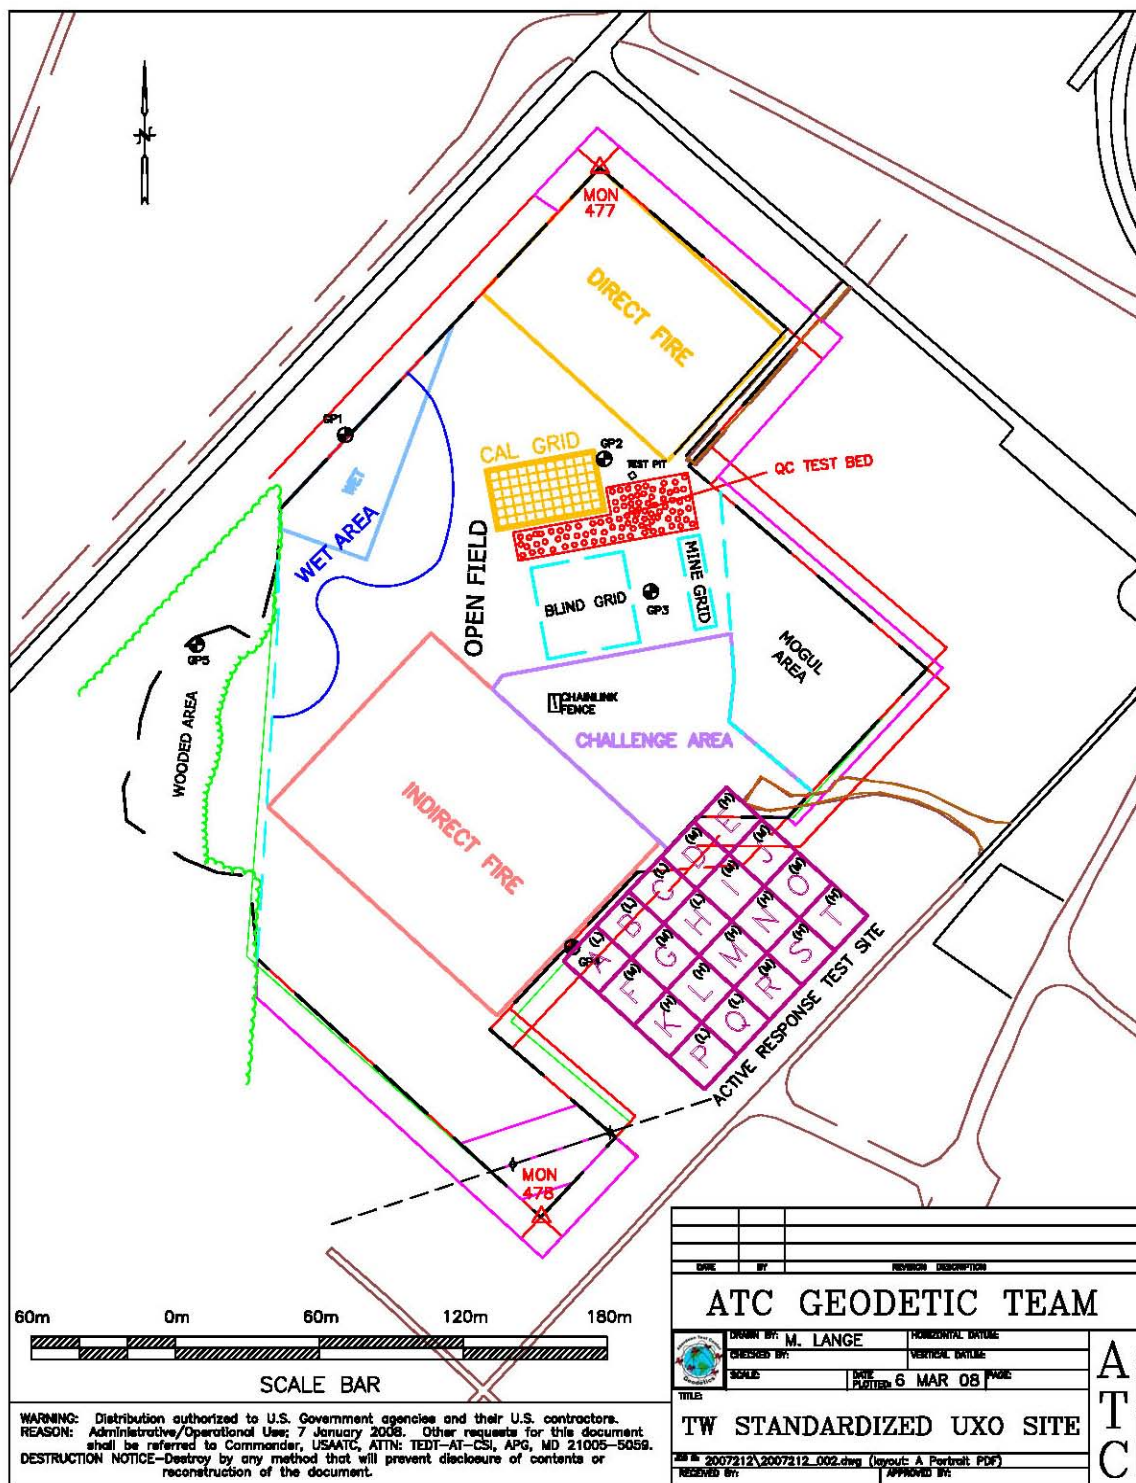 MON
477
DIRECT FIRE
GP1
CAL GRID
GP2
TEST PIT
QC TEST BED
WET
WET AREA
OPEN FIELD
BLIND GRID
GP3
MINE GRID
MOGUL
AREA
GP5
WOODED AREA
CHAINLINK
FENCE
CHALLENGE AREA
INDIRECT FIRE
E (H)
D (M)
J (M)
C (L)
I (M)
O (M)
B (L)
H (L)
N (H)
T (H)
A (L)
G (M)
M (H)
S (H)
GP4
F (M)
L (H)
R (M)
K (H)
Q (L)
P (L)
ACTIVE RESPONSE TEST SITE
MON
478
60m 0m 60m 120m 180m
SCALE BAR
DATE BY REVISION DESCRIPTION
ATC GEODETIC TEAM
DRAWN BY: M. LANGE HORIZONTAL DATUM:
CHECKED BY: VERTICAL DATUM:
SCALE: DATE PLOTTED: 6 MAR 08 PAGE:
TITLE:
TW STANDARDIZED UXO SITE
2007212\2007212_002.dwg (layout: A Portrait PDF)
RECEIVED BY: APPROVED BY:
ATC
WARNING: Distribution authorized to U.S. Government agencies and their U.S. contractors.
REASON: Administrative/Operational Use; 7 January 2008. Other requests for this document
shall be referred to Commander, USAATC, ATTN: TEDT-AT-CSI, APG, MD 21005-5059.
DESTRUCTION NOTICE-Destroy by any method that will prevent disclosure of contents or
reconstruction of the document.